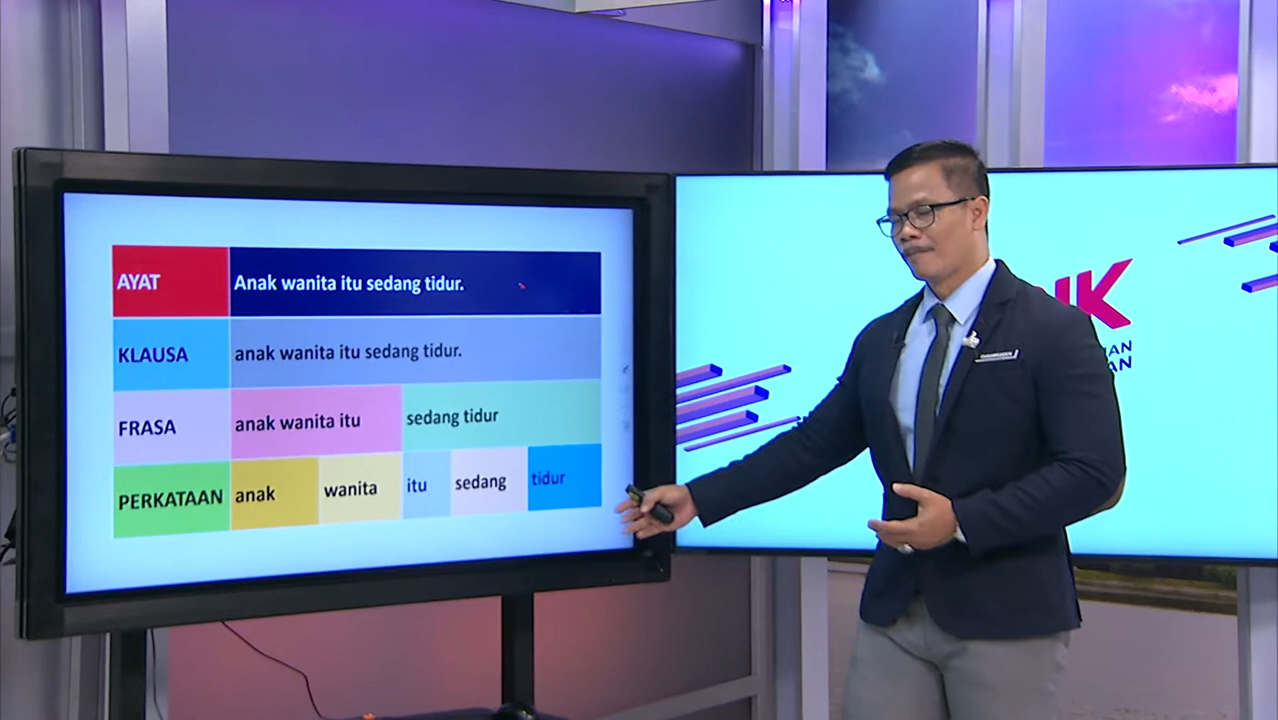 AYAT Anak wanita itu sedang tidur.
KLAUSA anak wanita itu sedang tidur.
FRASA anak wanita itu sedang tidur
PERKATAAN anak wanita itu sedang tidur